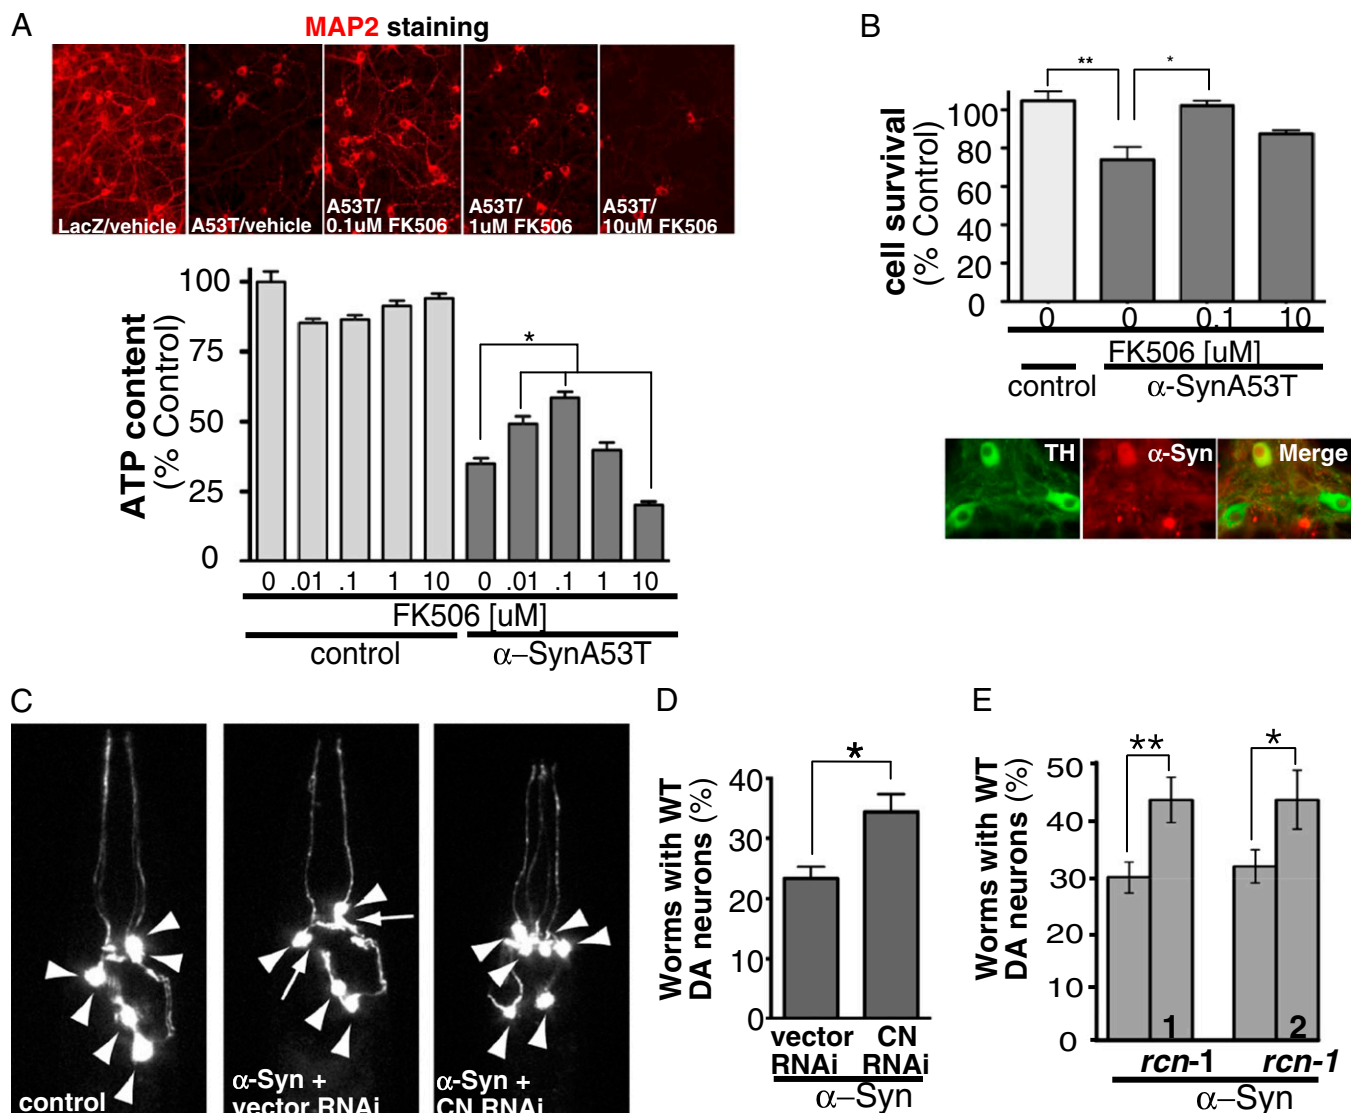 A
MAP2 staining
LacZ/vehicle
A53T/vehicle
A53T/
0.1uM FK506
A53T/
1uM FK506
A53T/
10uM FK506
ATP content
(% Control)
100
75
50
25
0
*
0 .01 .1 1 10 0 .01 .1 1 10
FK506 [uM]
control
α–SynA53T
B
cell survival
(% Control)
100
80
60
40
20
0
** *
0 0 0.1 10
FK506 [uM]
control
α-SynA53T
TH
α-Syn
Merge
C
control
α-Syn +
vector RNAi
α-Syn +
CN RNAi
D
Worms with WT
DA neurons (%)
40
30
20
10
0
*
vector
RNAi
CN
RNAi
α–Syn
E
Worms with WT
DA neurons (%)
50
40
30
20
10
0
** *
1 2
rcn-1 rcn-1
α–Syn